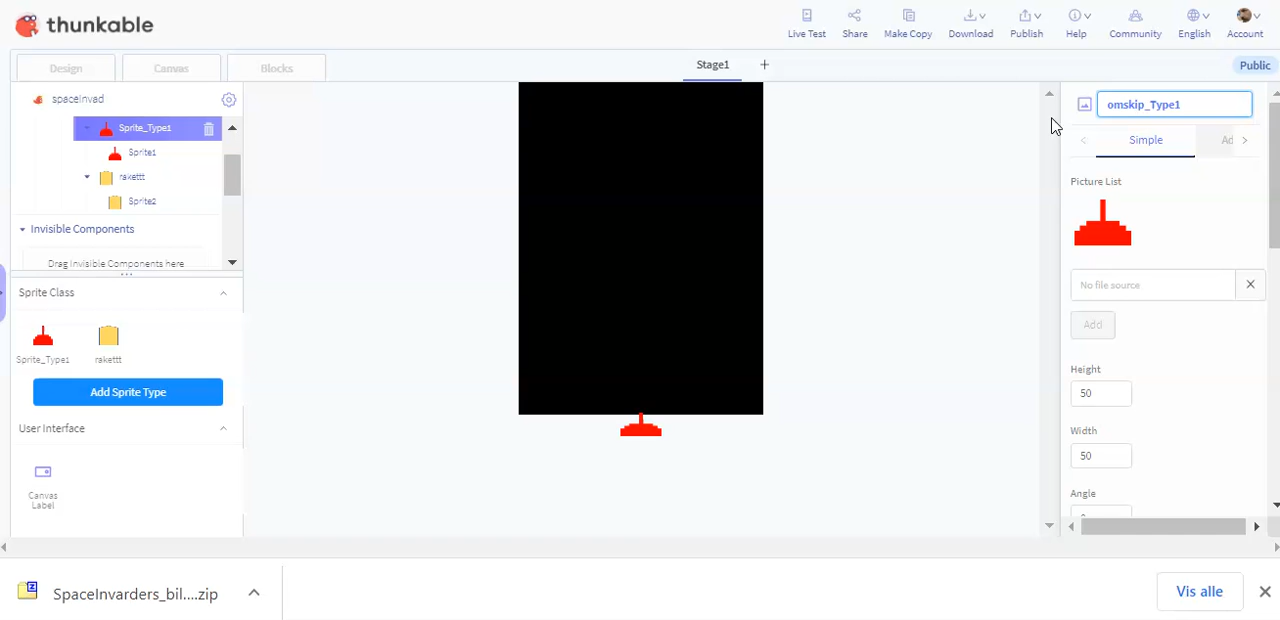 thunkable
Live Test
Share
Make Copy
Download
Publish
Help
Community
English
Account
Design
Canvas
Blocks
Stage1
+
Public
spaceInvad
Sprite_Type1
Sprite1
rakettt
Sprite2
Invisible Components
Drag Invisible Components here
Sprite Class
Sprite_Type1
rakettt
Add Sprite Type
User Interface
Canvas
Label
omskip_Type1
Simple
Ad
Picture List
No file source
Add
Height
50
Width
50
Angle
SpaceInvarders_bil....zip
Vis alle